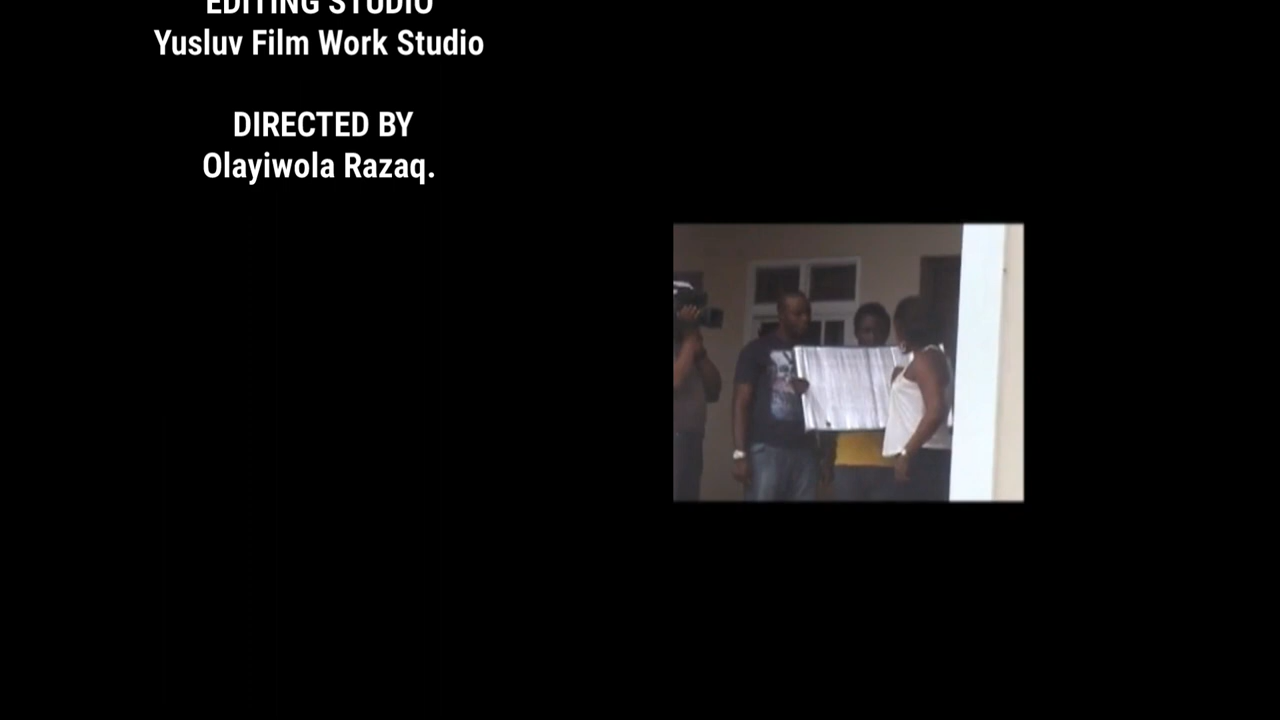 EDITING STUDIO
Yusluv Film Work Studio
DIRECTED BY
Olayiwola Razaq.